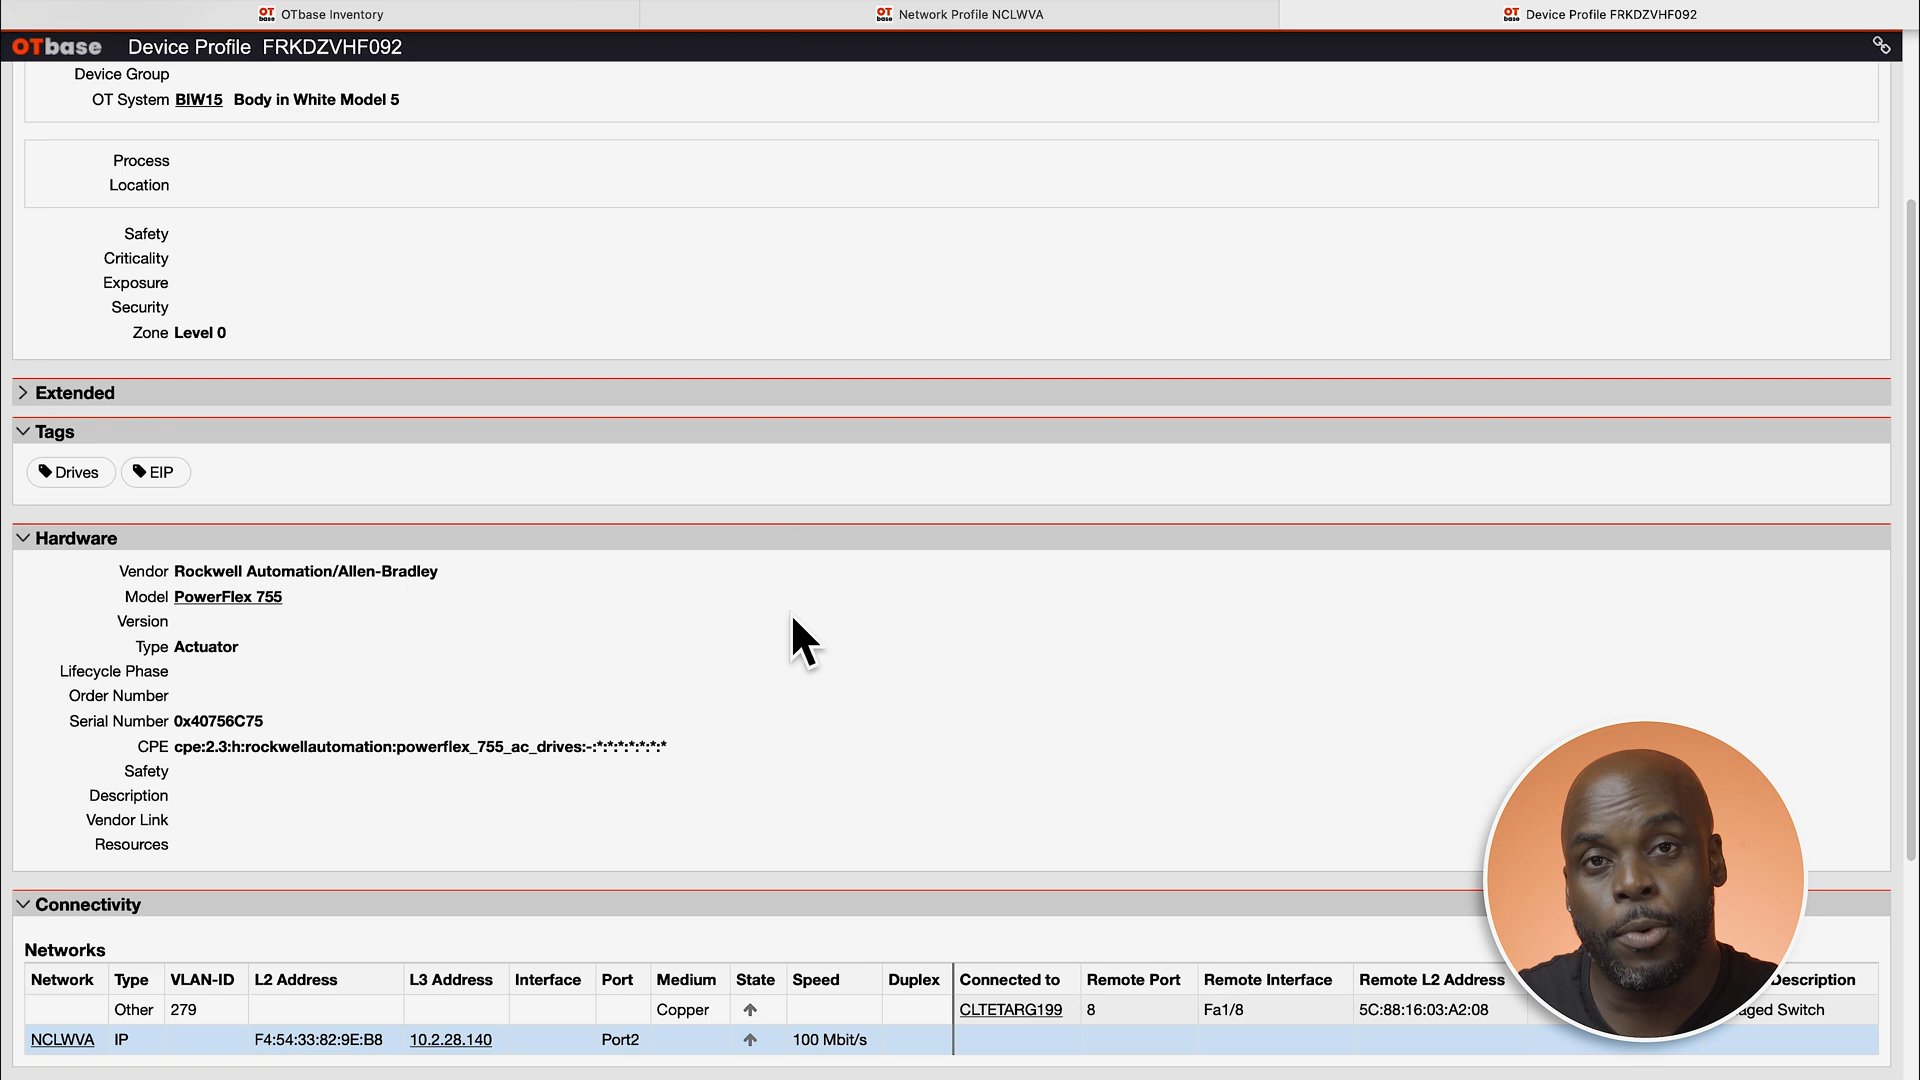 OT base OTbase Inventory
OT base Network Profile NCLWVA
OT base Device Profile FRKDZVHF092
OTbase Device Profile FRKDZVHF092
Device Group
OT System BIW15 Body in White Model 5
Process
Location
Safety
Criticality
Exposure
Security
Zone Level 0
Extended
Tags
Drives EIP
Hardware
Vendor Rockwell Automation/Allen-Bradley
Model PowerFlex 755
Version
Type Actuator
Lifecycle Phase
Order Number
Serial Number 0x40756C75
CPE cpe:2.3:h:rockwellautomation:powerflex_755_ac_drives:-:*:*:*:*:*:*:*
Safety
Description
Vendor Link
Resources
Connectivity
Networks
Network Type VLAN-ID L2 Address L3 Address Interface Port Medium State Speed Duplex Connected to Remote Port Remote Interface Remote L2 Address Description
Other 279 Copper CLTETARG199 8 Fa1/8 5C:88:16:03:A2:08 Switch
NCLWVA IP F4:54:33:82:9E:B8 10.2.28.140 Port2 100 Mbit/s